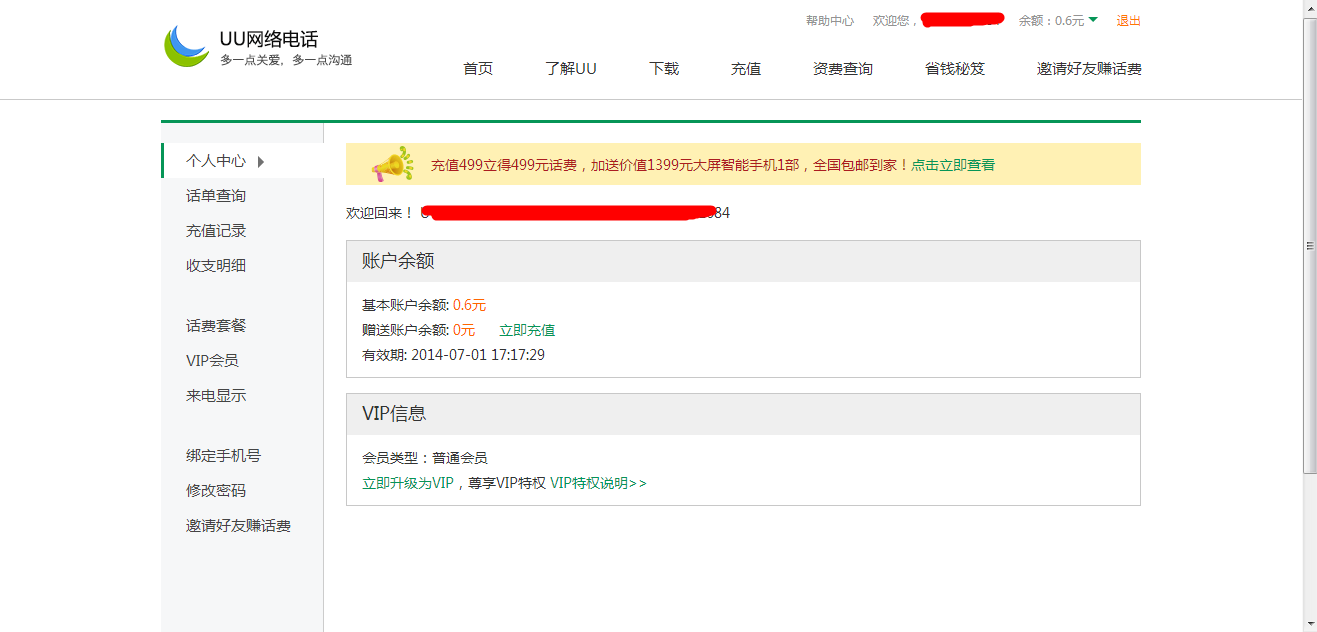 帮助中心 欢迎您， 余额：0.6元 退出
UU网络电话
多一点关爱，多一点沟通
首页 了解UU 下载 充值 资费查询 省钱秘笈 邀请好友赚话费
个人中心
话单查询
充值记录
收支明细
话费套餐
VIP会员
来电显示
绑定手机号
修改密码
邀请好友赚话费
充值499立得499元话费，加送价值1399元大屏智能手机1部，全国包邮到家！点击立即查看
欢迎回来！ 84
账户余额
基本账户余额: 0.6元
赠送账户余额: 0元 立即充值
有效期: 2014-07-01 17:17:29
VIP信息
会员类型：普通会员
立即升级为VIP，尊享VIP特权 VIP特权说明>>